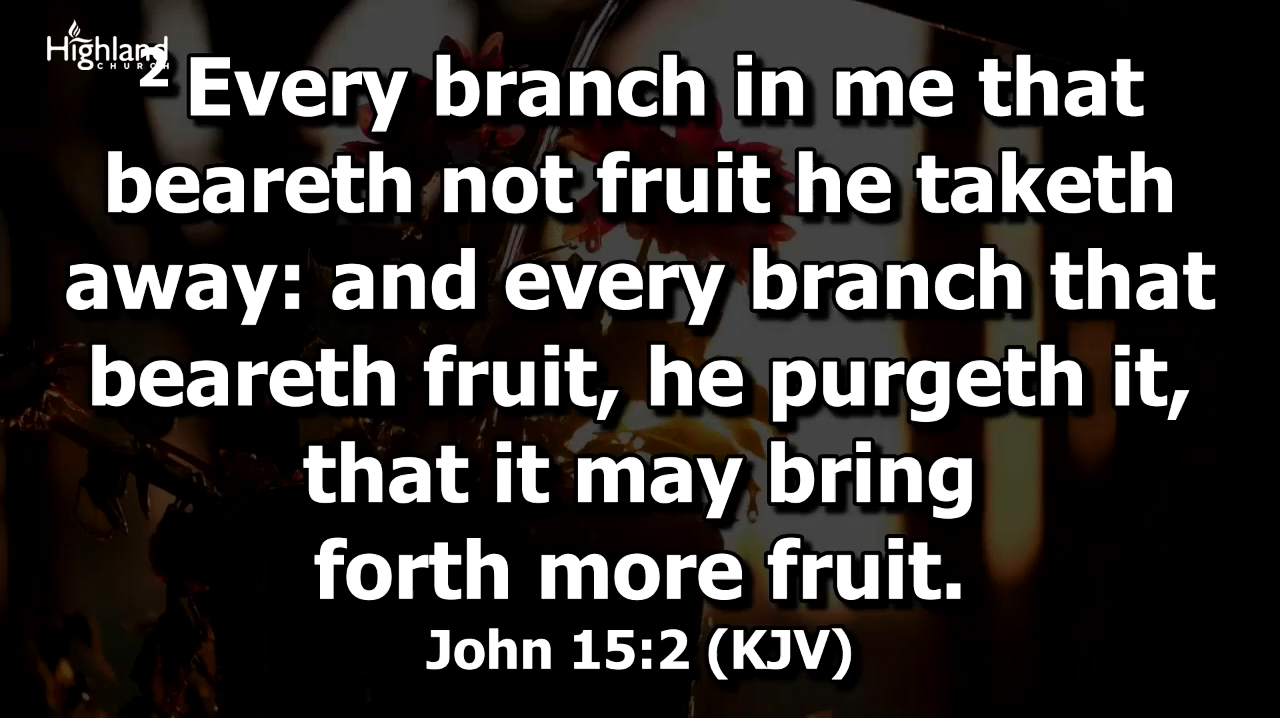 Highland
CHURCH
2 Every branch in me that
beareth not fruit he taketh
away: and every branch that
beareth fruit, he purgeth it,
that it may bring
forth more fruit.
John 15:2 (KJV)